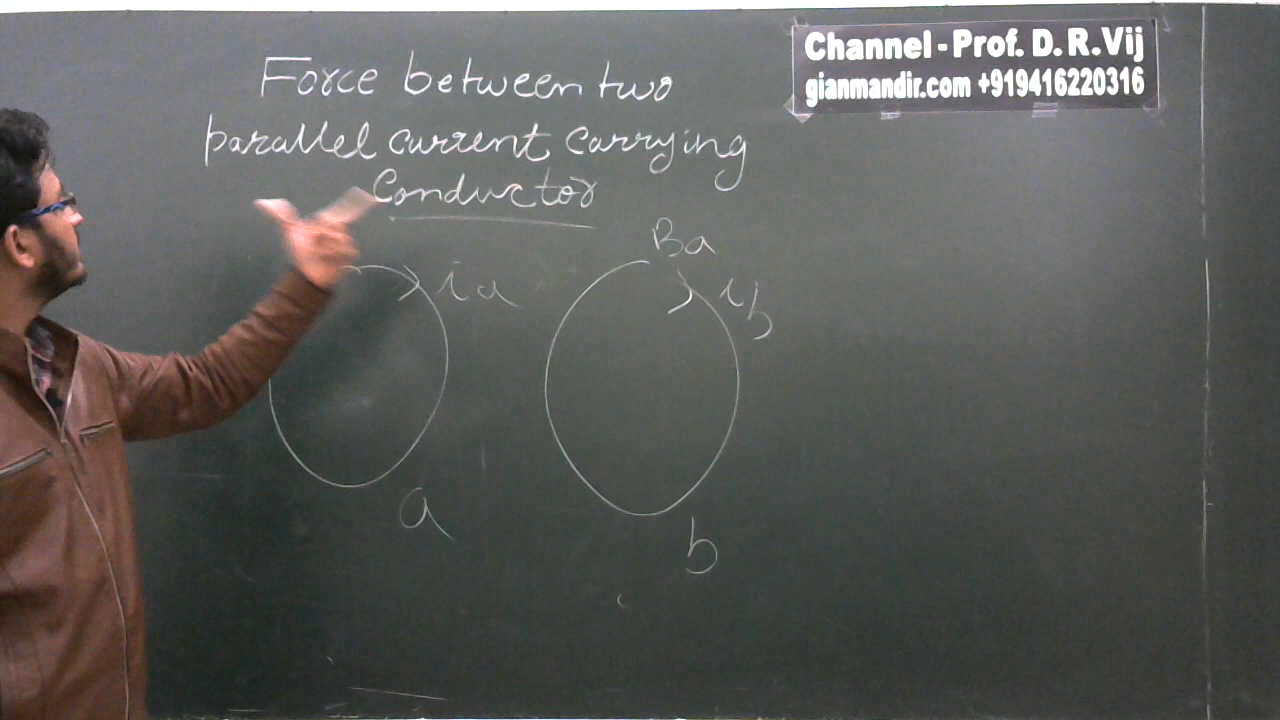 Channel - Prof. D. R. Vij
gianmandir.com +919416220316
Force between two
parallel current carrying
Conductor
Ba
ia
ib
a
b